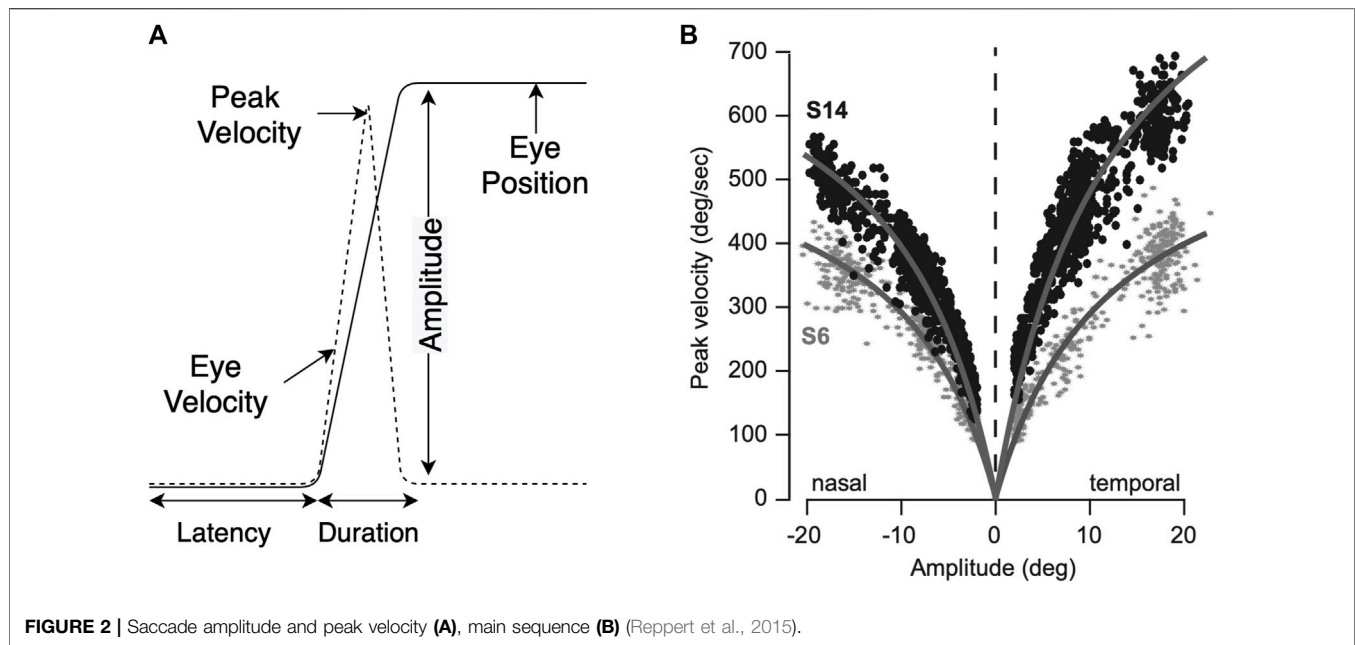 A
Peak
Velocity
Eye
Position
Amplitude
Eye
Velocity
Latency
Duration
B
700
600
500
400
300
200
100
0
Peak velocity (deg/sec)
S14
S6
nasal
temporal
-20
-10
0
10
20
Amplitude (deg)
FIGURE 2 | Saccade amplitude and peak velocity (A), main sequence (B) (Reppert et al., 2015).